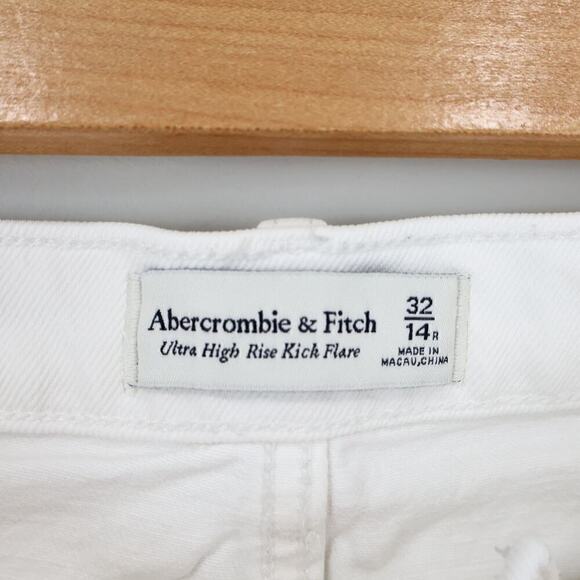 Abercrombie & Fitch
Ultra High Rise Kick Flare
32
14R
MADE IN
MACAU,CHINA